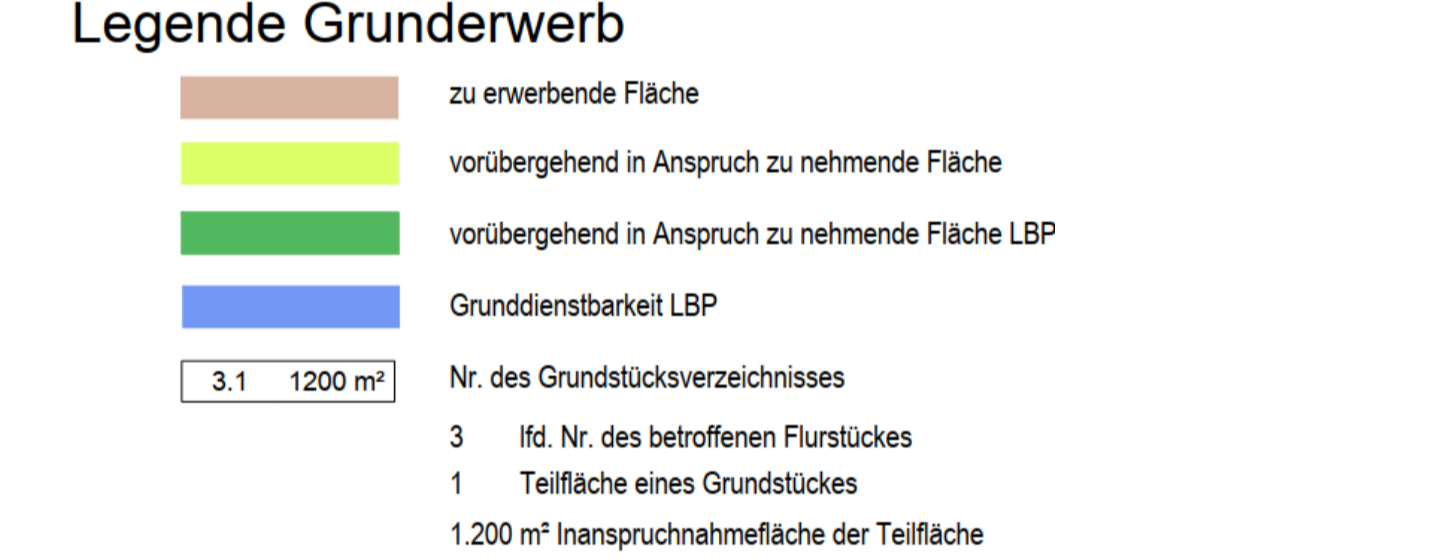 Legende Grunderwerb
zu erwerbende Fläche
vorübergehend in Anspruch zu nehmende Fläche
vorübergehend in Anspruch zu nehmende Fläche LBP
Grunddienstbarkeit LBP
3.1 1200 m² Nr. des Grundstücksverzeichnisses
3 lfd. Nr. des betroffenen Flurstückes
1 Teilfläche eines Grundstückes
1.200 m² Inanspruchnahmefläche der Teilfläche